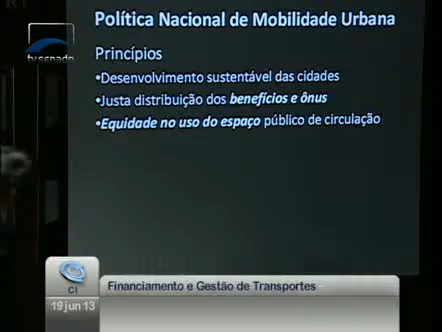 Política Nacional de Mobilidade Urbana
tv senado
Princípios
•Desenvolvimento sustentável das cidades
•Justa distribuição dos benefícios e ônus
•Equidade no uso do espaço público de circulação
CI
Financiamento e Gestão de Transportes
19 jun 13